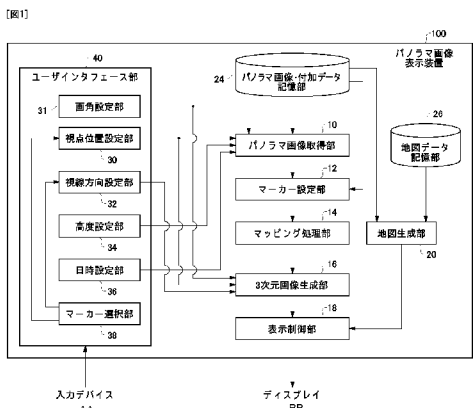 [図1]
100
パノラマ画像
表示装置
40
ユーザインタフェース部
31
画角設定部
視点位置設定部
30
視線方向設定部
32
高度設定部
34
日時設定部
36
マーカー選択部
38
24
パノラマ画像・付加データ
記憶部
10
パノラマ画像取得部
12
マーカー設定部
14
マッピング処理部
16
3次元画像生成部
18
表示制御部
26
地図データ
記憶部
地図生成部
20
入力デバイス
ディスプレイ